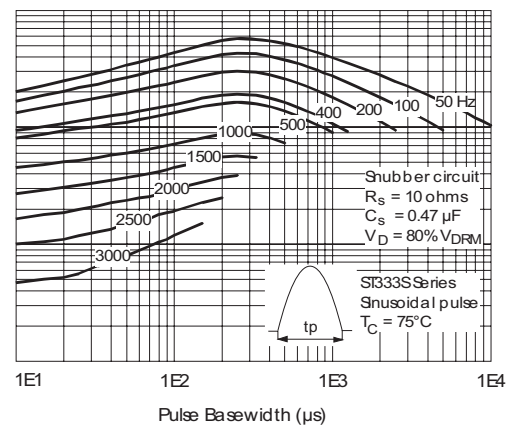 50 Hz
100
200
400
500
1000
1500
2000
2500
3000
Snubber circuit
Rs = 10 ohms
Cs = 0.47 µF
VD = 80% VDRM
ST333S Series
Sinusoidal pulse
TC = 75°C
tp
1E1 1E2 1E3 1E4
Pulse Basewidth (µs)